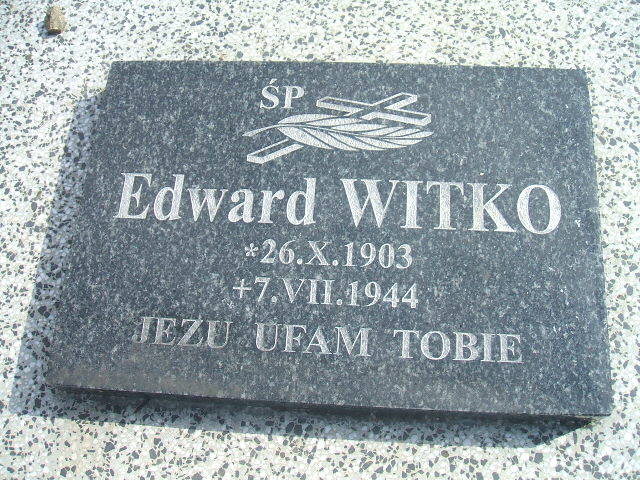 ŚP
Edward WITKO
*26.X.1903
+7.VII.1944
JEZU UFAM TOBIE